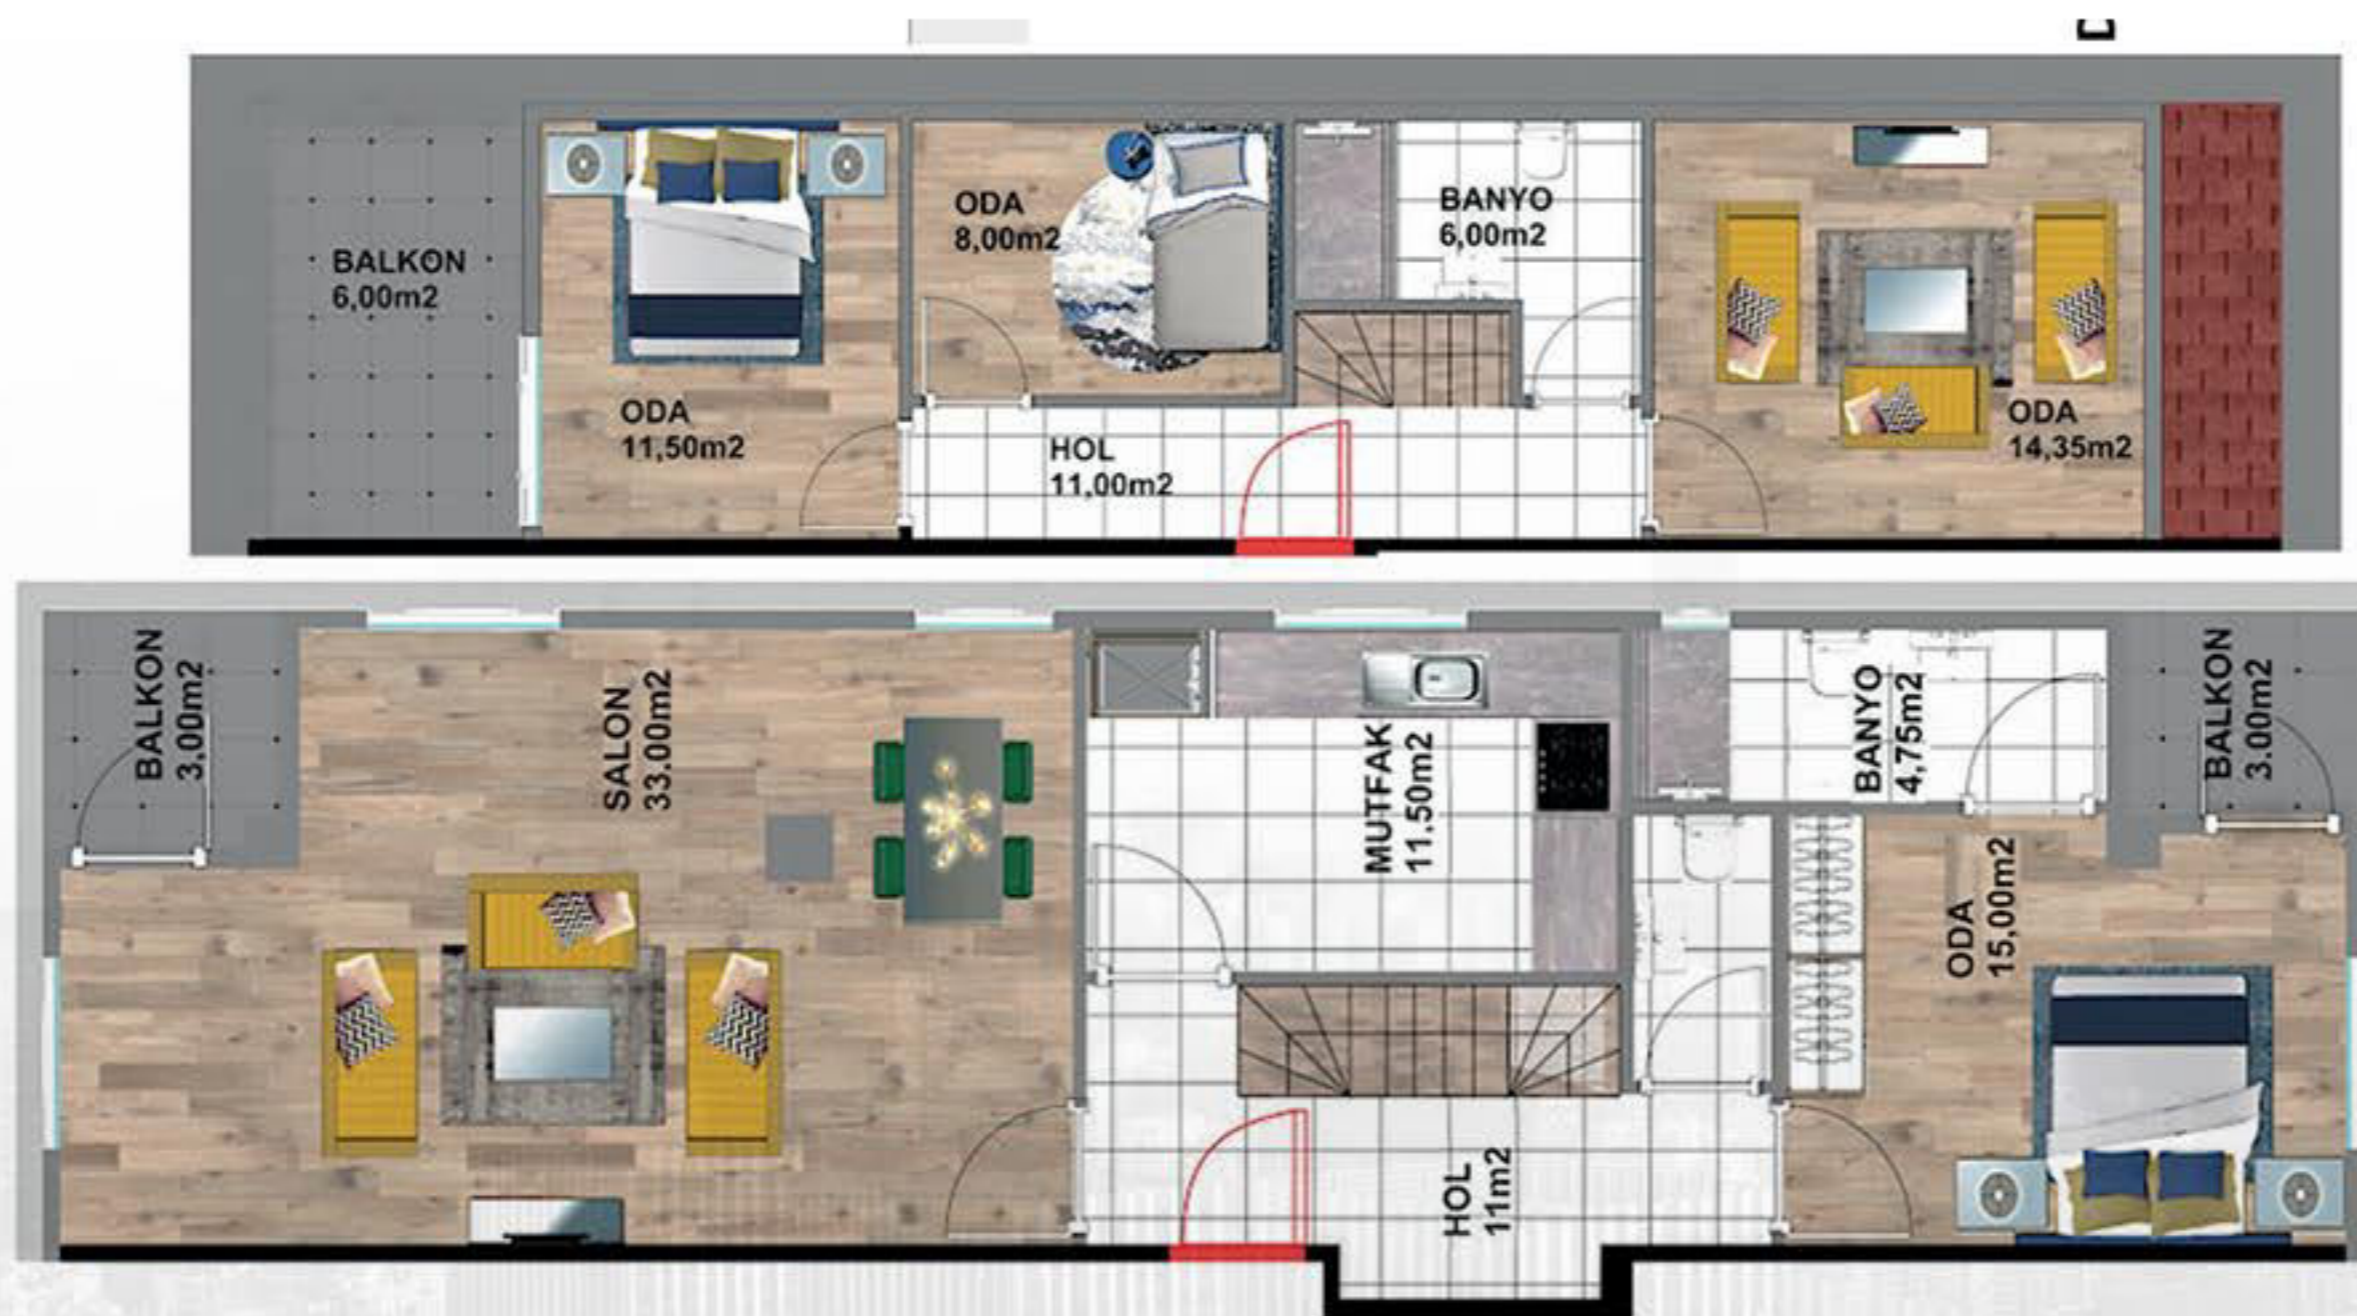 BALKON
6,00m2
ODA
11,50m2
ODA
8,00m2
HOL
11,00m2
BANYO
6,00m2
ODA
14,35m2
BALKON
3,00m2
SALON
33.00m2
MUTFAK
11.50m2
HOL
11m2
BANYO
4,75m2
ODA
15,00m2
BALKON
3.00m2